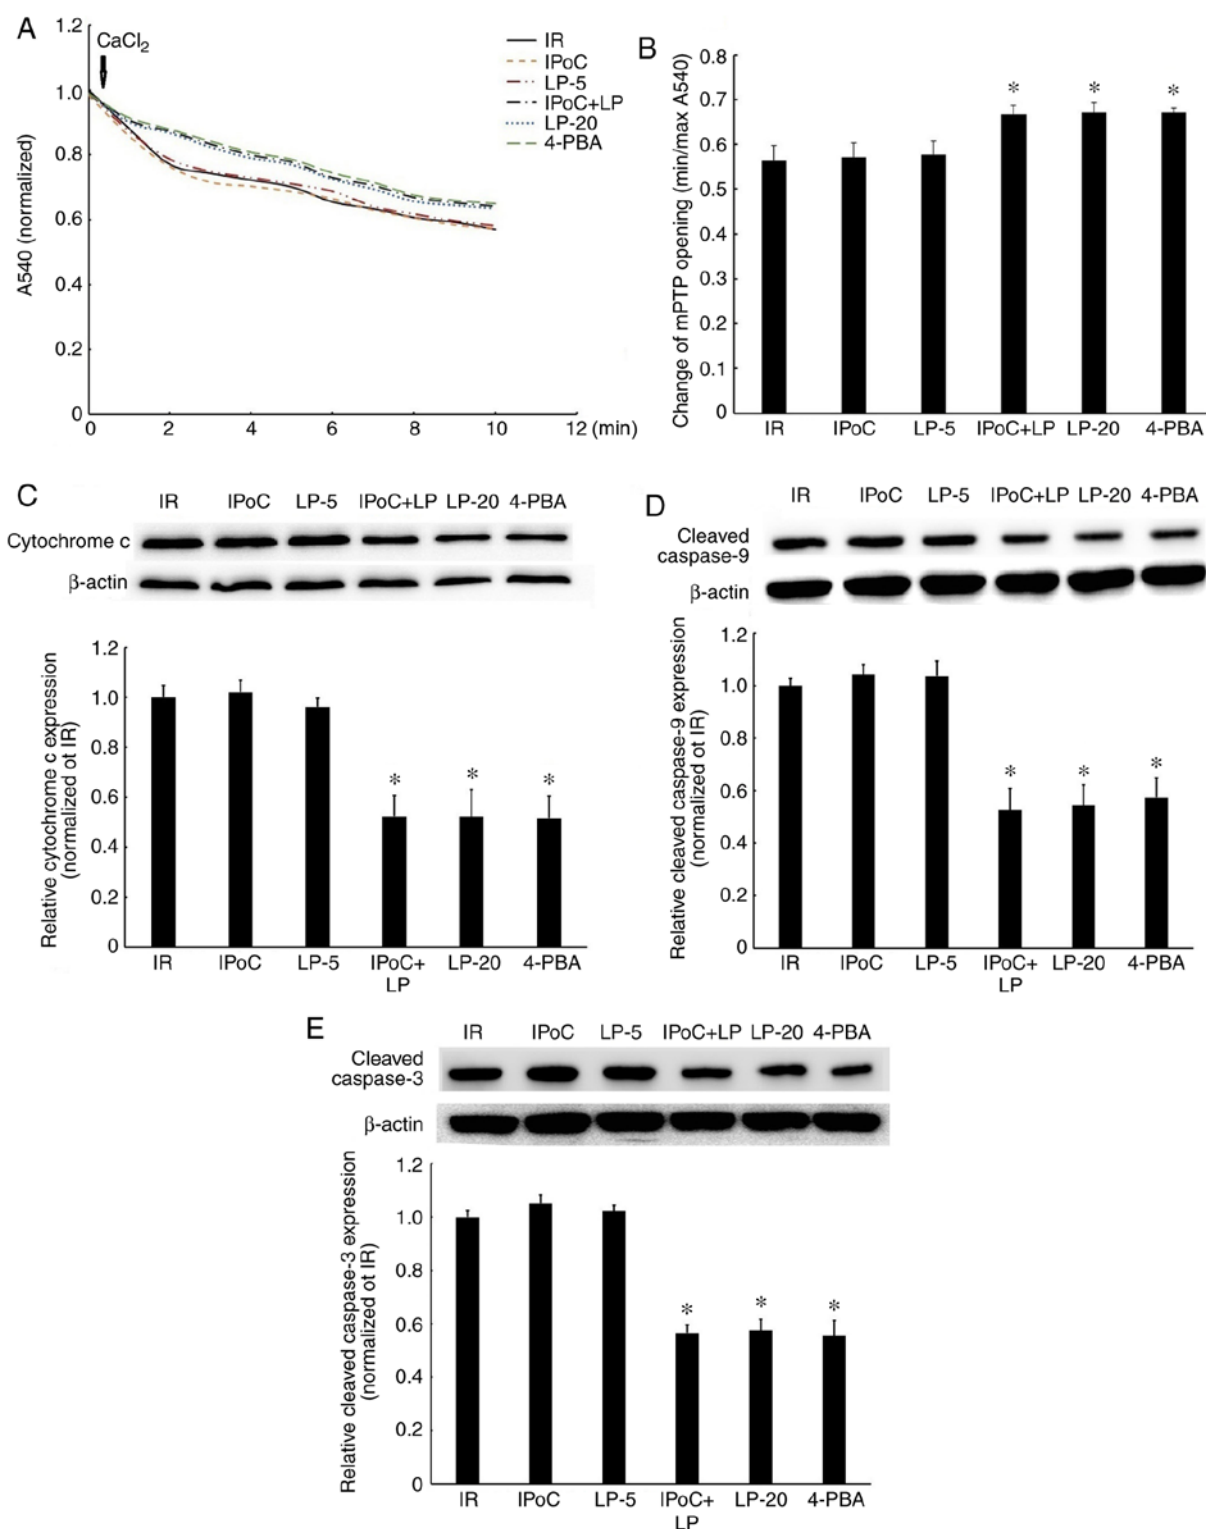 A
1.2
1.0
0.8
0.6
0.4
0.2
0
A540 (normalized)
CaCl₂
IR
IPoC
LP-5
IPoC+LP
LP-20
4-PBA
0 2 4 6 8 10 12 (min)
B
0.8
0.7
0.6
0.5
0.4
0.3
0.2
0.1
0
Change of mPTP opening (min/max A540)
* * *
IR IPoC LP-5 IPoC+LP LP-20 4-PBA
C
IR IPoC LP-5 IPoC+LP LP-20 4-PBA
Cytochrome c
β-actin
1.2
1.0
0.8
0.6
0.4
0.2
0
Relative cytochrome c expression
(normalized ot IR)
* * *
IR IPoC LP-5 IPoC+ LP-20 4-PBA
LP
D
IR IPoC LP-5 IPoC+LP LP-20 4-PBA
Cleaved
caspase-9
β-actin
1.2
1.0
0.8
0.6
0.4
0.2
0
Relative cleaved caspase-9 expression
(normalized ot IR)
* * *
IR IPoC LP-5 IPoC+ LP-20 4-PBA
LP
E
IR IPoC LP-5 IPoC+LP LP-20 4-PBA
Cleaved
caspase-3
β-actin
1.2
1.0
0.8
0.6
0.4
0.2
0
Relative cleaved caspase-3 expression
(normalized ot IR)
* * *
IR IPoC LP-5 IPoC+ LP-20 4-PBA
LP